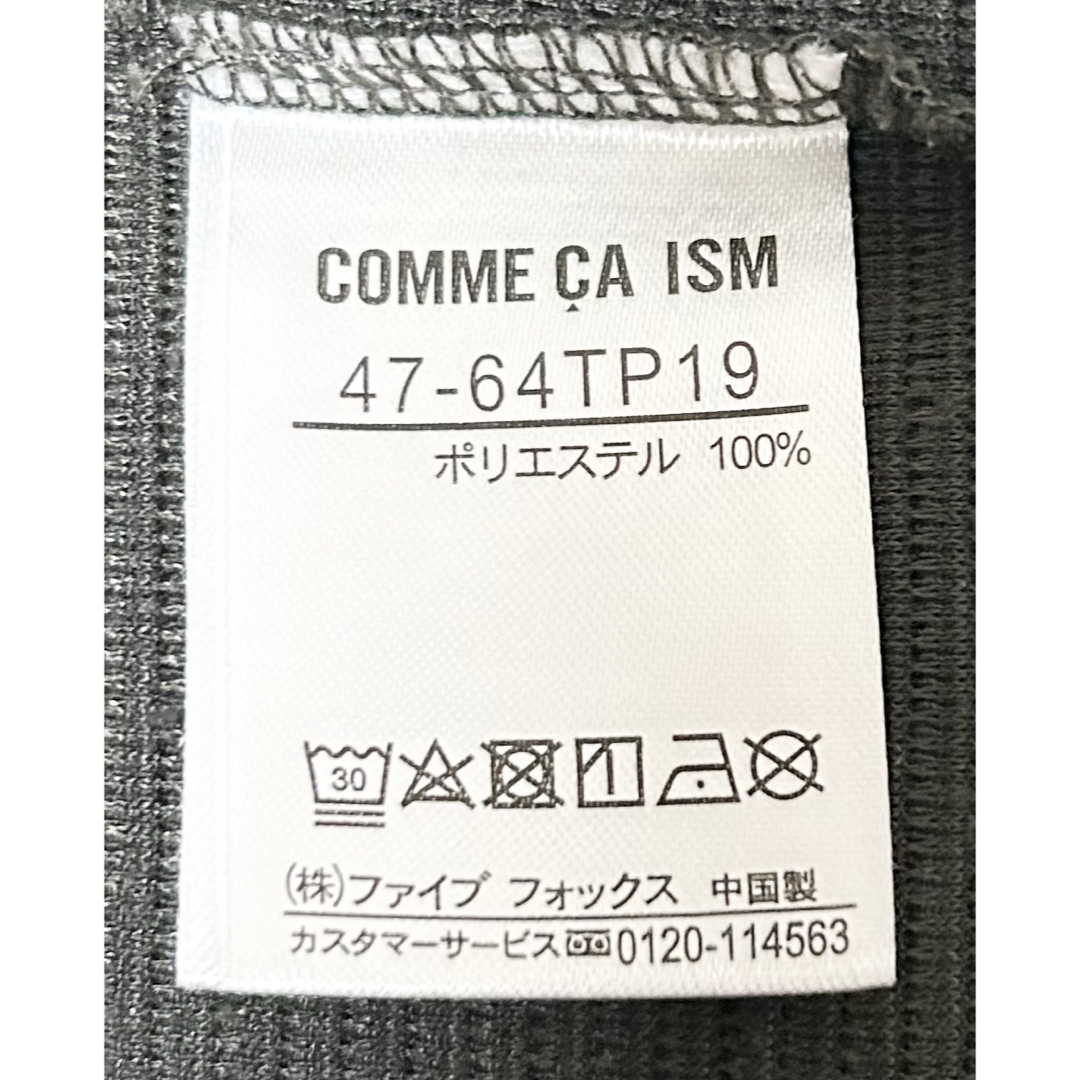 COMME ÇA ISM
47-64TP19
ポリエステル 100%
30
(株)ファイブ フォックス 中国製
カスタマーサービス 0120-114563